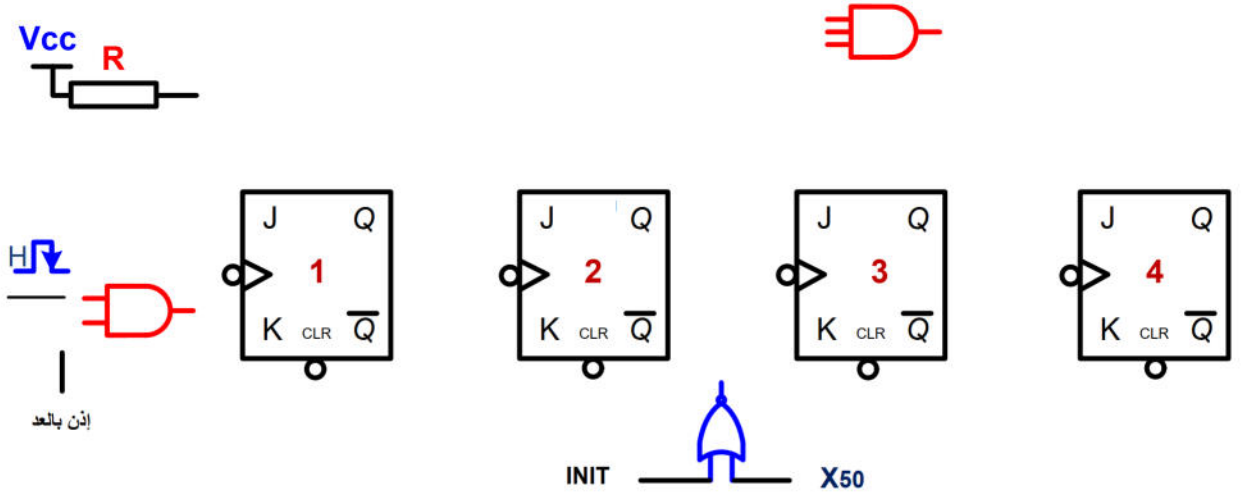 Vcc
R
H
إذن بالعد
J Q
1
K CLR Q̅
J Q
2
K CLR Q̅
J Q
3
K CLR Q̅
J Q
4
K CLR Q̅
INIT X50